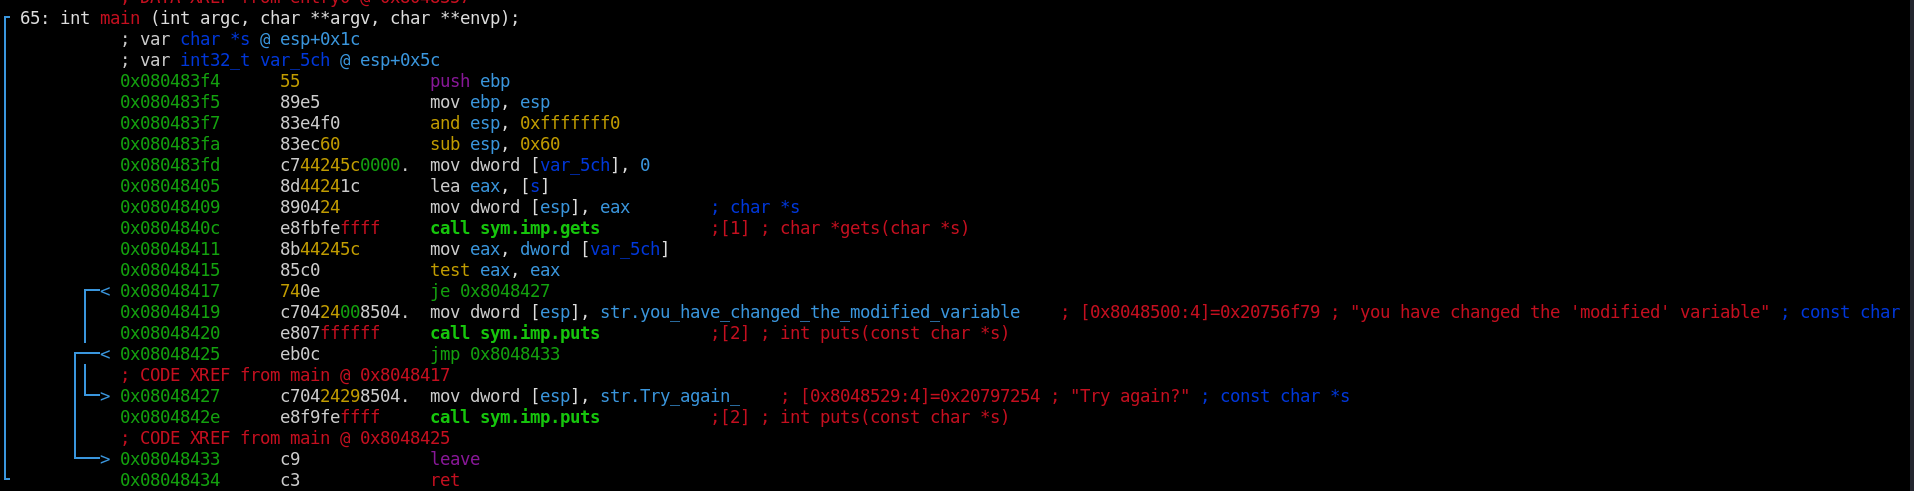 ; DATA XREF from entry0 @ 0x8048357
65: int main (int argc, char **argv, char **envp);
; var char *s @ esp+0x1c
; var int32_t var_5ch @ esp+0x5c
0x080483f4 55 push ebp
0x080483f5 89e5 mov ebp, esp
0x080483f7 83e4f0 and esp, 0xfffffff0
0x080483fa 83ec60 sub esp, 0x60
0x080483fd c744245c0000. mov dword [var_5ch], 0
0x08048405 8d44241c lea eax, [s]
0x08048409 890424 mov dword [esp], eax ; char *s
0x0804840c e8fbfeffff call sym.imp.gets ;[1] ; char *gets(char *s)
0x08048411 8b44245c mov eax, dword [var_5ch]
0x08048415 85c0 test eax, eax
< 0x08048417 740e je 0x8048427
0x08048419 c70424008504. mov dword [esp], str.you_have_changed_the_modified_variable ; [0x8048500:4]=0x20756f79 ; "you have changed the 'modified' variable" ; const char
0x08048420 e807ffffff call sym.imp.puts ;[2] ; int puts(const char *s)
< 0x08048425 eb0c jmp 0x8048433
; CODE XREF from main @ 0x8048417
> 0x08048427 c70424298504. mov dword [esp], str.Try_again_ ; [0x8048529:4]=0x20797254 ; "Try again?" ; const char *s
0x0804842e e8f9feffff call sym.imp.puts ;[2] ; int puts(const char *s)
; CODE XREF from main @ 0x8048425
> 0x08048433 c9 leave
0x08048434 c3 ret